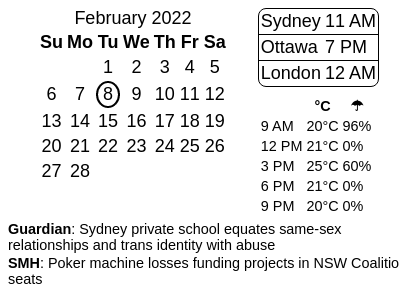 February 2022
Su Mo Tu We Th Fr Sa
1 2 3 4 5
6 7 8 9 10 11 12
13 14 15 16 17 18 19
20 21 22 23 24 25 26
27 28
Sydney 11 AM
Ottawa 7 PM
London 12 AM
°C ☂
9 AM 20°C 96%
12 PM 21°C 0%
3 PM 25°C 60%
6 PM 21°C 0%
9 PM 20°C 0%
Guardian: Sydney private school equates same-sex
relationships and trans identity with abuse
SMH: Poker machine losses funding projects in NSW Coalitio
seats